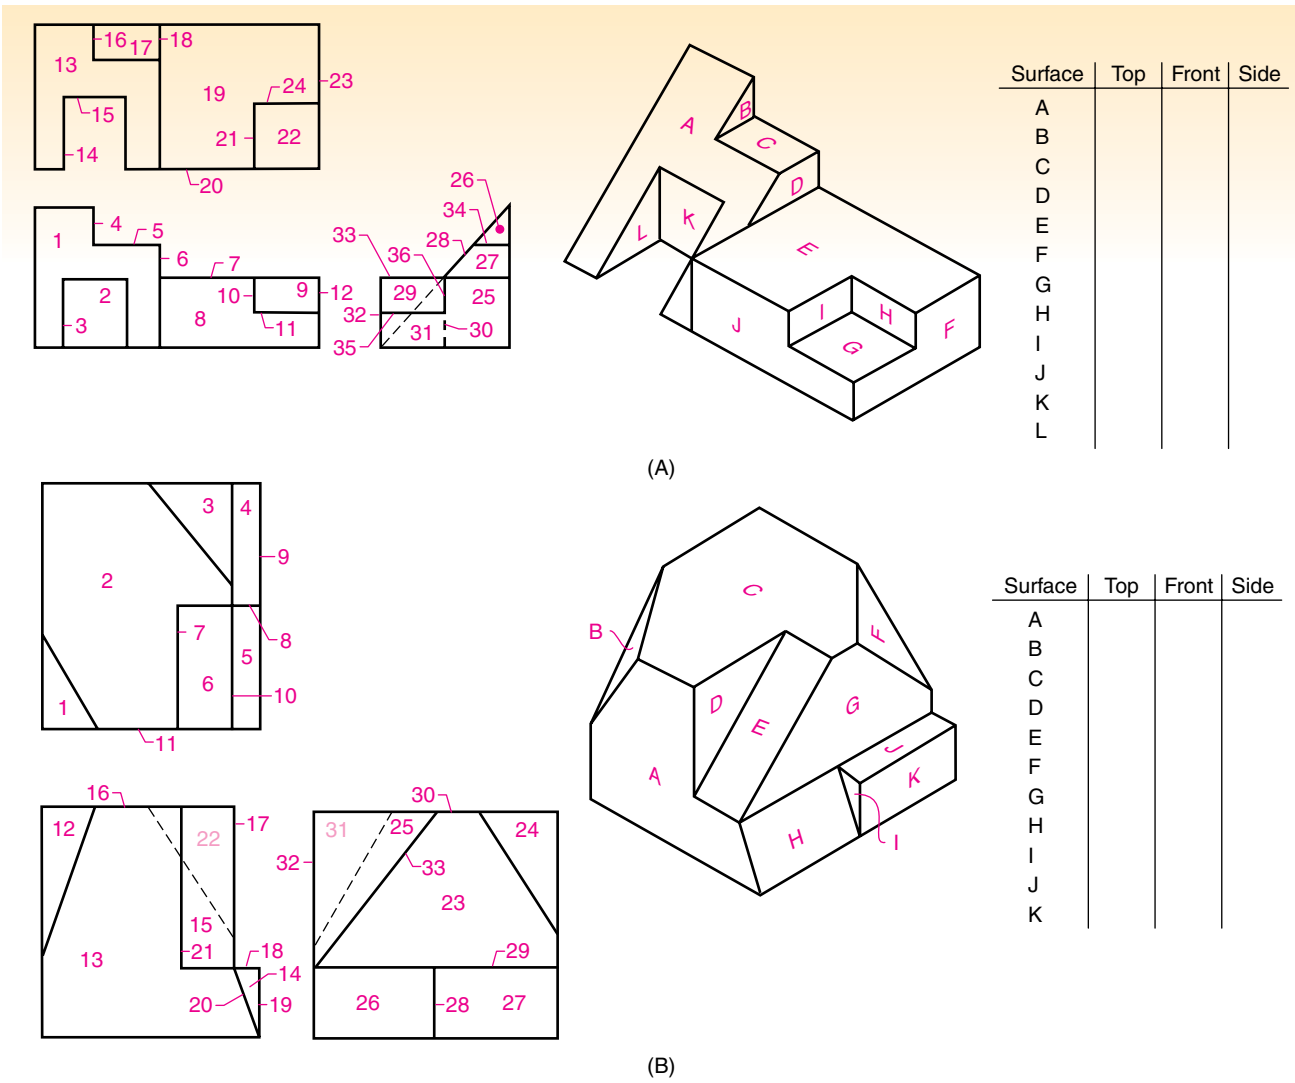 16 17 18
13
23
24
19
15
21 22
14
20
26
34
4
33 28
1 5
36 27
6
7
29 25
2 10 9 12
32
3 8 11
31 30
35
A
B
C
D
K
L
E
I H
J F
G
Surface Top Front Side
A
B
C
D
E
F
G
H
I
J
K
L
(A)
3 4
9
2
7
8
5
6
10
1
11
16
12 17
22
15
21
13 18
14
20 19
30
31 25 24
32
33
23
29
26 28 27
C
B F
D G
E
J
A K
H I
Surface Top Front Side
A
B
C
D
E
F
G
H
I
J
K
(B)